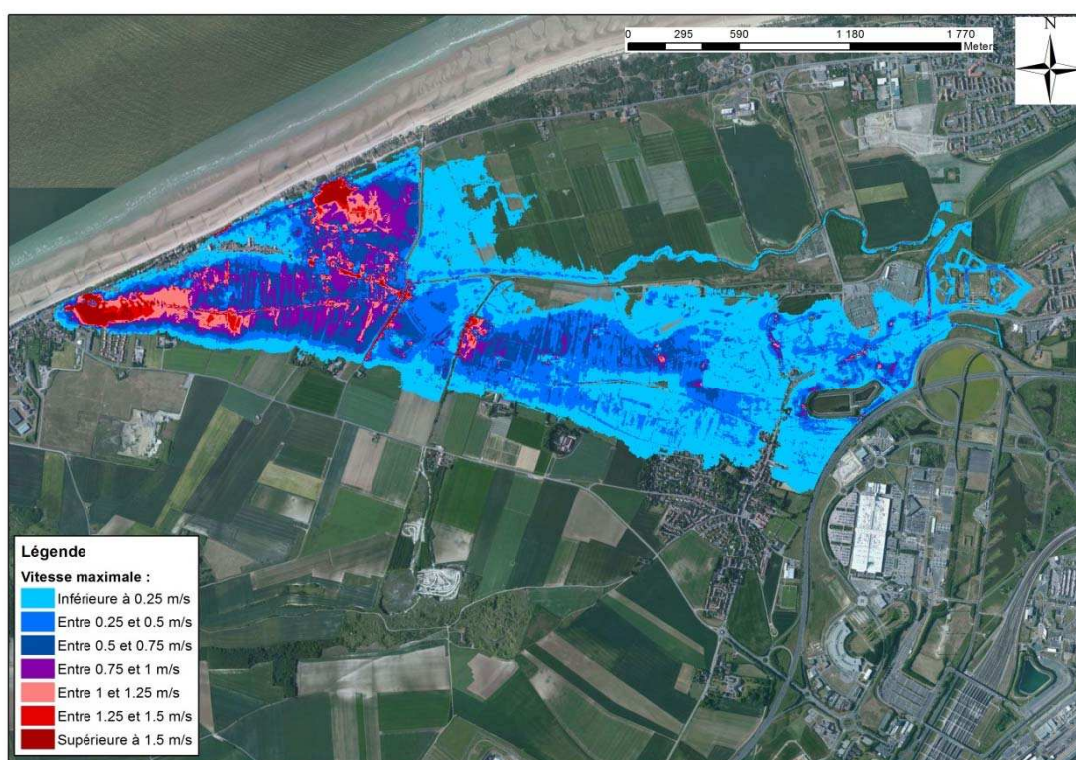 0 295 590 1 180 1 770
Meters
N
Légende
Vitesse maximale :
Inférieure à 0.25 m/s
Entre 0.25 et 0.5 m/s
Entre 0.5 et 0.75 m/s
Entre 0.75 et 1 m/s
Entre 1 et 1.25 m/s
Entre 1.25 et 1.5 m/s
Supérieure à 1.5 m/s